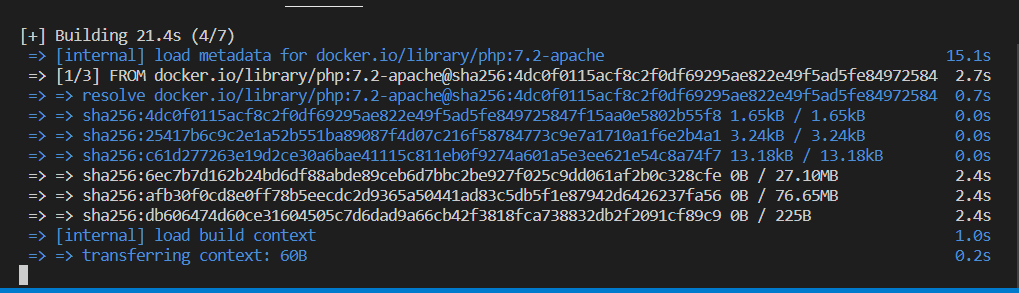 [+] Building 21.4s (4/7)
=> [internal] load metadata for docker.io/library/php:7.2-apache 15.1s
=> [1/3] FROM docker.io/library/php:7.2-apache@sha256:4dc0f0115acf8c2f0df69295ae822e49f5ad5fe84972584 2.7s
=> => resolve docker.io/library/php:7.2-apache@sha256:4dc0f0115acf8c2f0df69295ae822e49f5ad5fe84972584 0.7s
=> => sha256:4dc0f0115acf8c2f0df69295ae822e49f5ad5fe849725847f15aa0e5802b55f8 1.65kB / 1.65kB 0.0s
=> => sha256:25417b6c9c2e1a52b551ba89087f4d07c216f58784773c9e7a1710a1f6e2b4a1 3.24kB / 3.24kB 0.0s
=> => sha256:c61d277263e19d2ce30a6bae41115c811eb0f9274a601a5e3ee621e54c8a74f7 13.18kB / 13.18kB 0.0s
=> => sha256:6ec7b7d162b24bd6df88abde89ceb6d7bbc2be927f025c9dd061af2b0c328cfe 0B / 27.10MB 2.4s
=> => sha256:afb30f0cd8e0ff78b5eecdc2d9365a50441ad83c5db5f1e87942d6426237fa56 0B / 76.65MB 2.4s
=> => sha256:db606474d60ce31604505c7d6dad9a66cb42f3818fca738832db2f2091cf89c9 0B / 225B 2.4s
=> [internal] load build context 1.0s
=> => transferring context: 60B 0.2s